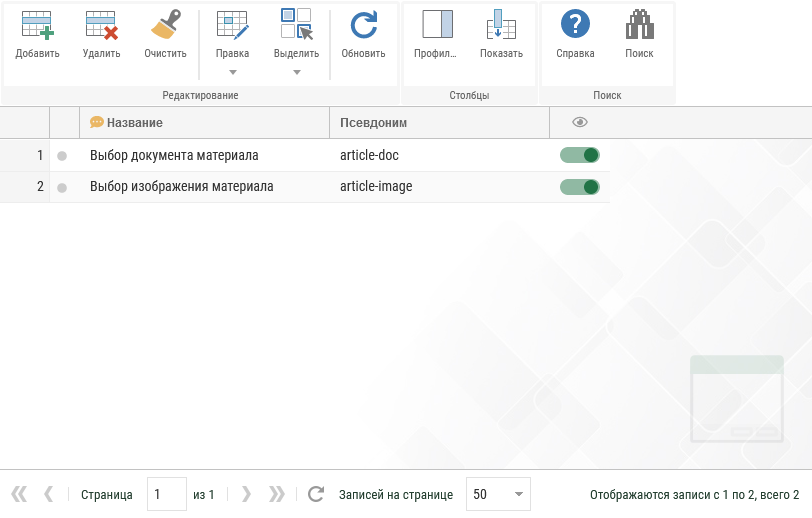 Добавить Удалить Очистить Правка Выделить Обновить Профил... Показать Справка Поиск
Редактирование Столбцы Поиск
Название Псевдоним
1 Выбор документа материала article-doc
2 Выбор изображения материала article-image
Страница 1 из 1 Записей на странице 50 Отображаются записи с 1 по 2, всего 2